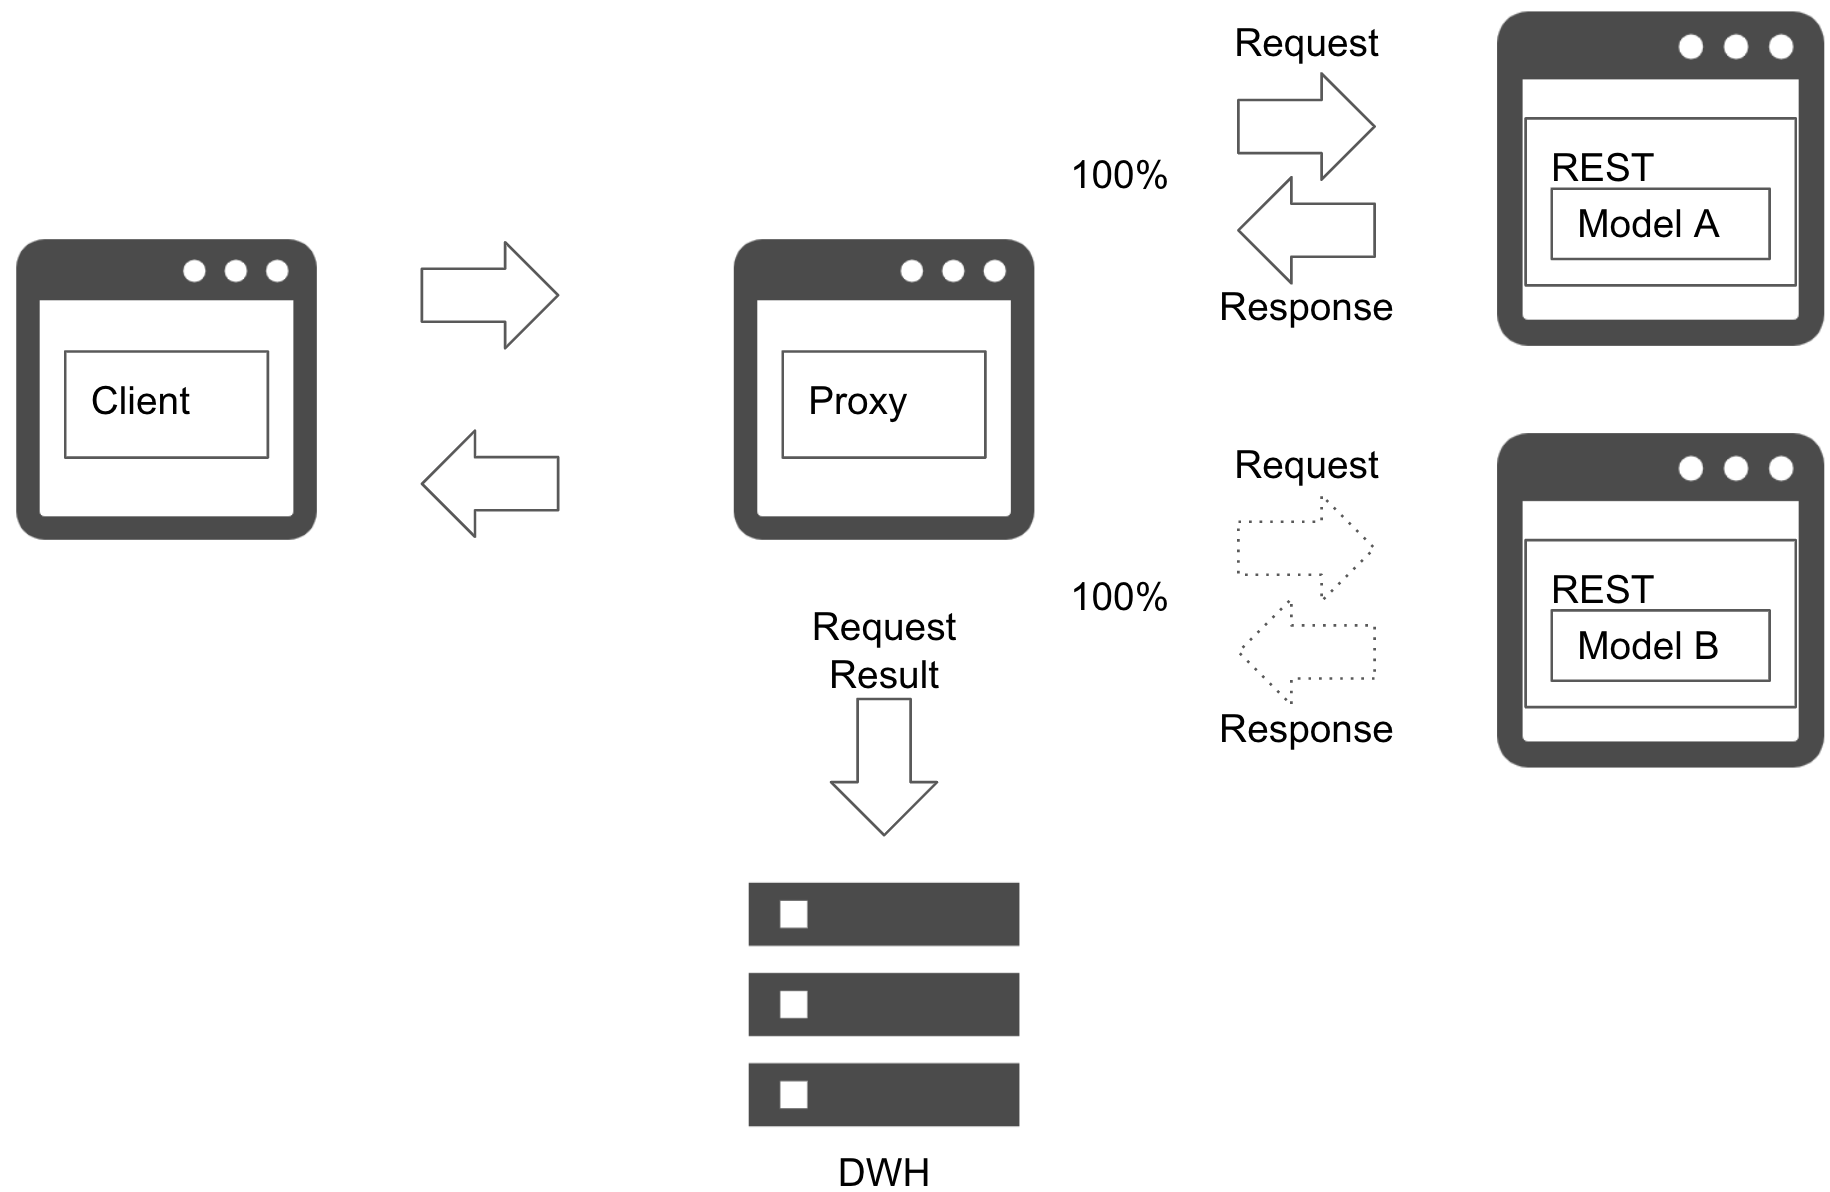 Request
100%
REST
Model A
Response
Client
Proxy
Request
100%
REST
Model B
Response
Request
Result
DWH